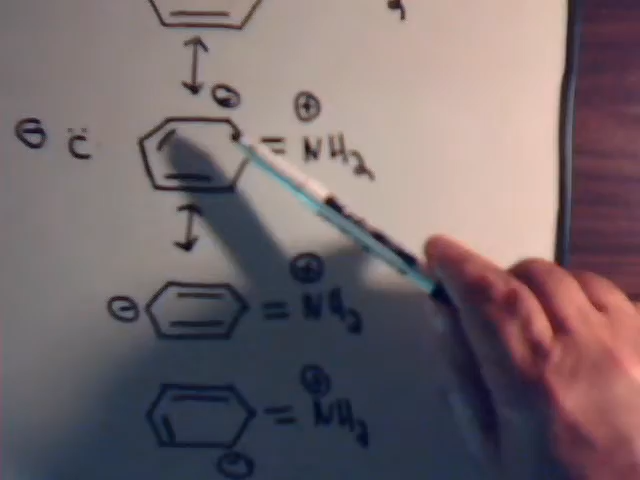 ⊖
⊕
⊖ C̈ = NH2
⊕
⊖ = NH2
⊕
= NH2
⊖